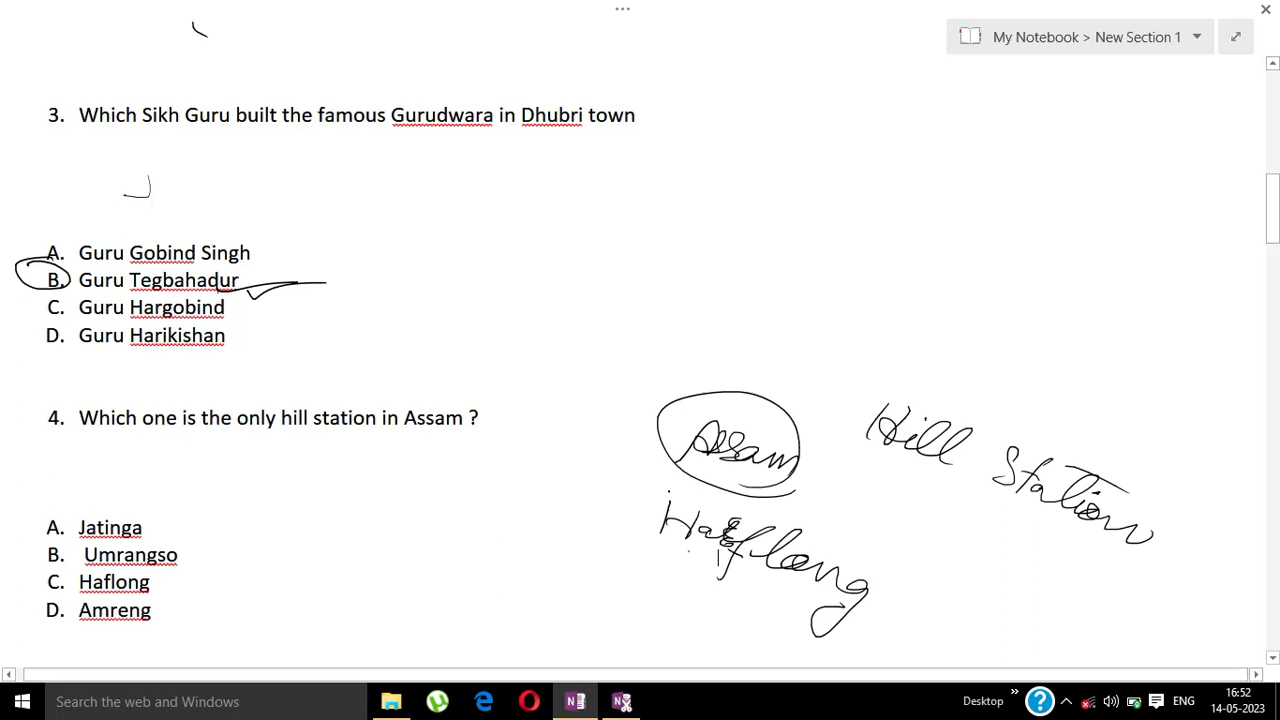 My Notebook > New Section 1
3. Which Sikh Guru built the famous Gurudwara in Dhubri town
A. Guru Gobind Singh
B. Guru Tegbahadur
C. Guru Hargobind
D. Guru Harikishan
4. Which one is the only hill station in Assam ?
Assam
Hill Station
Haflong
A. Jatinga
B. Umrangso
C. Haflong
D. Amreng
Search the web and Windows
Desktop
ENG
16:52
14-05-2023